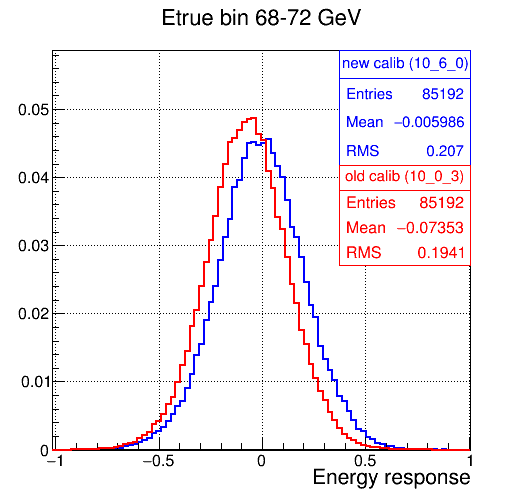 Etrue bin 68-72 GeV
new calib (10_6_0)
Entries 85192
Mean −0.005986
RMS 0.207
old calib (10_0_3)
Entries 85192
Mean −0.07353
RMS 0.1941
0.05
0.04
0.03
0.02
0.01
0
−1 −0.5 0 0.5 1
Energy response